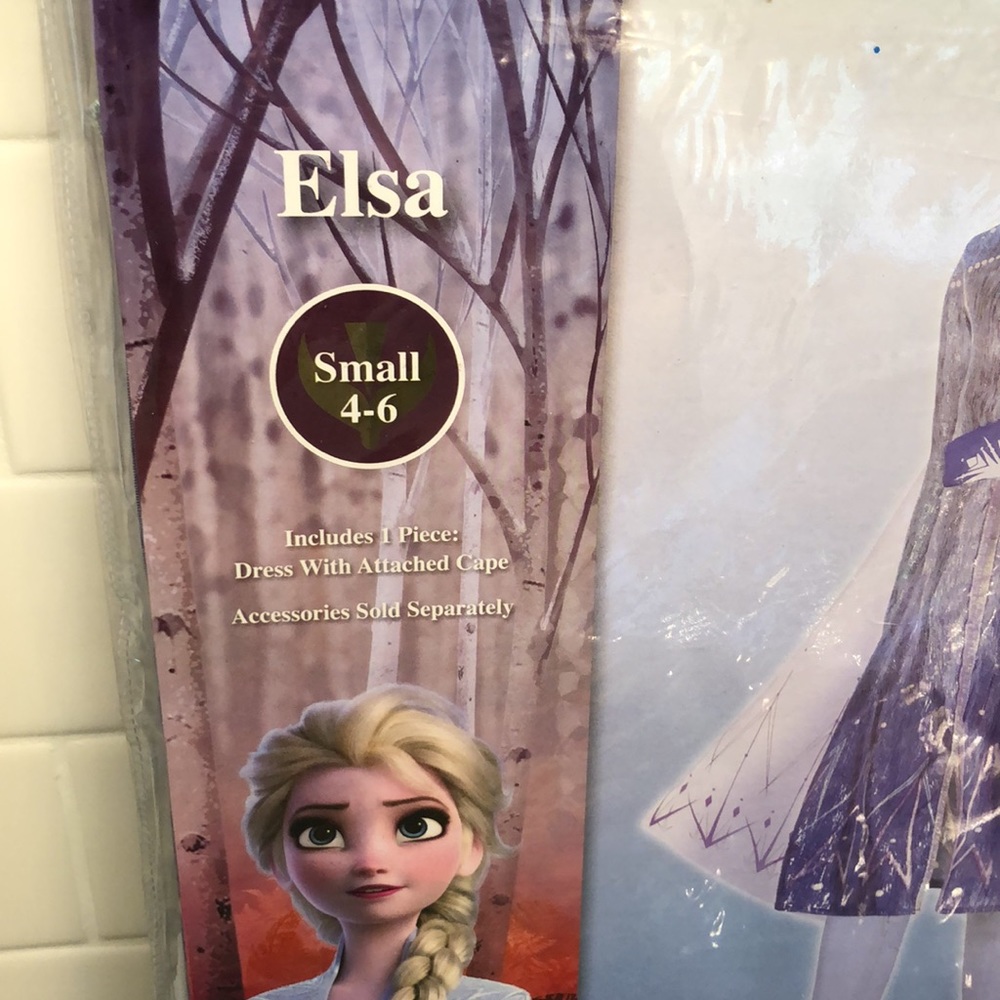 Elsa
Small
4-6
Includes 1 Piece:
Dress With Attached Cape
Accessories Sold Separately